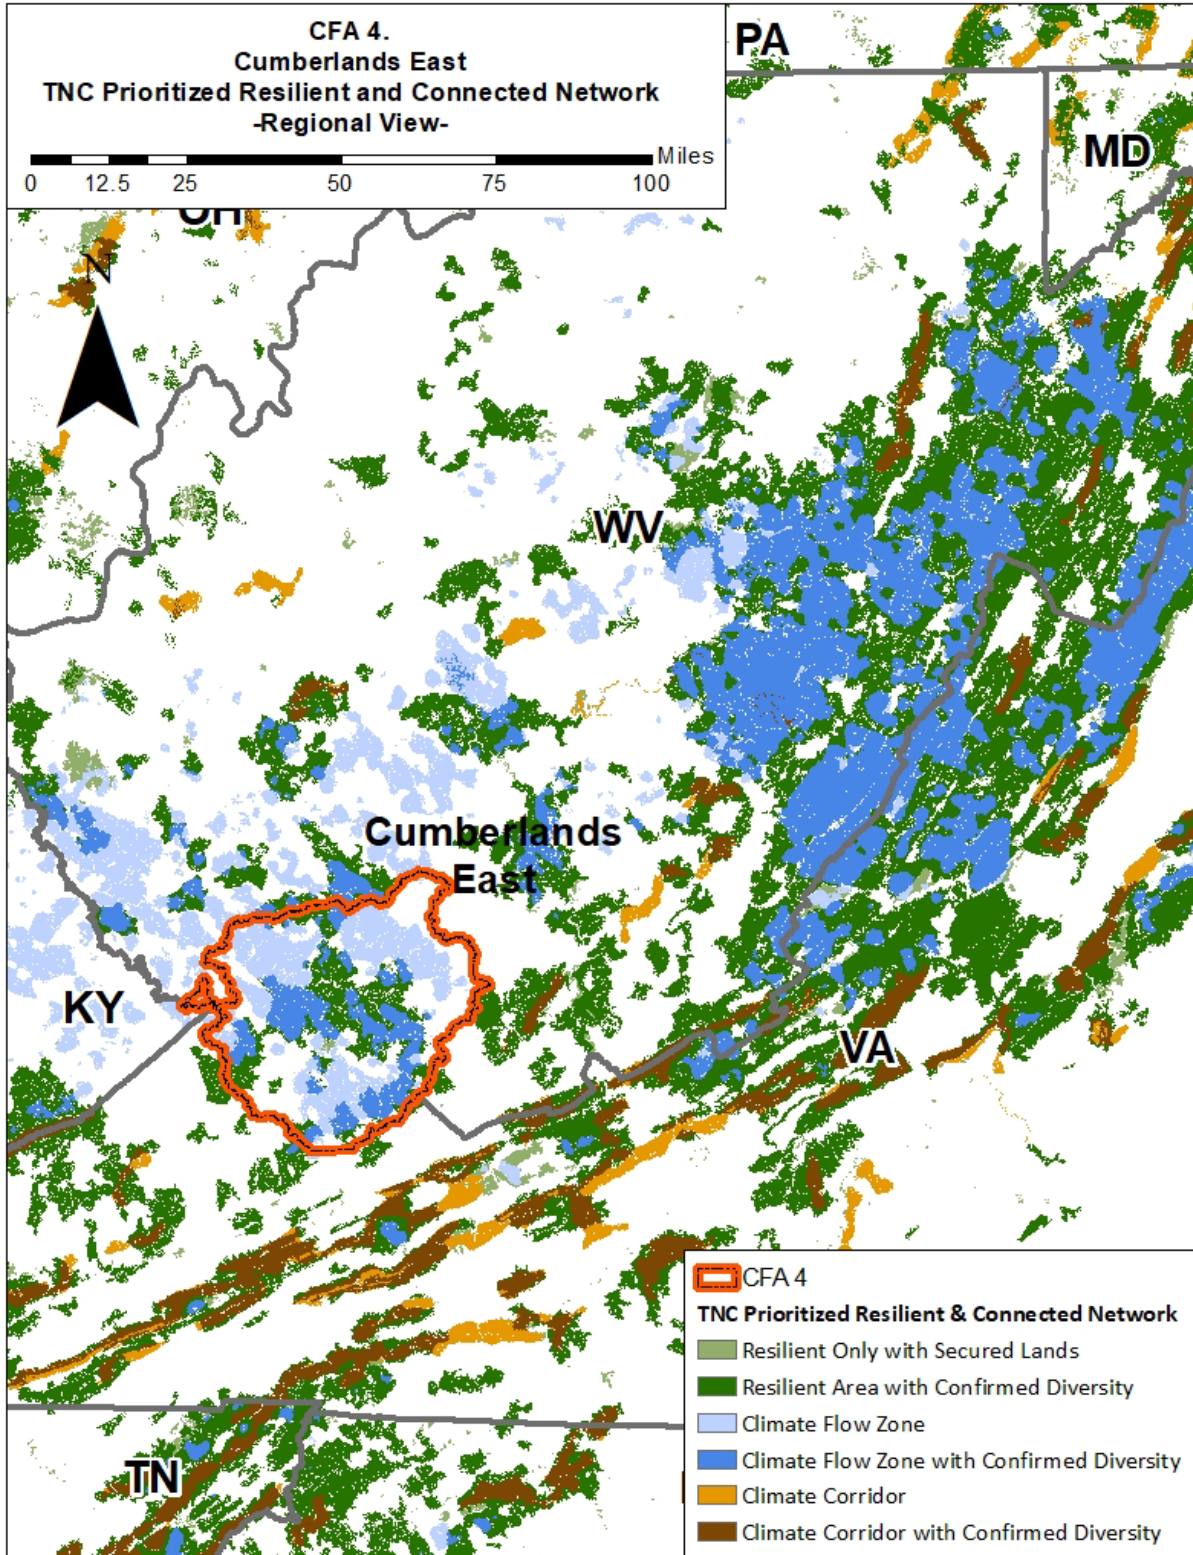 CFA 4.
Cumberlands East
TNC Prioritized Resilient and Connected Network
-Regional View-
Miles
0 12.5 25 50 75 100
PA
MD
OH
N
WV
Cumberlands
East
KY
VA
TN
CFA 4
TNC Prioritized Resilient & Connected Network
Resilient Only with Secured Lands
Resilient Area with Confirmed Diversity
Climate Flow Zone
Climate Flow Zone with Confirmed Diversity
Climate Corridor
Climate Corridor with Confirmed Diversity